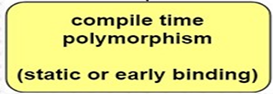 compile time
polymorphism
(static or early binding)